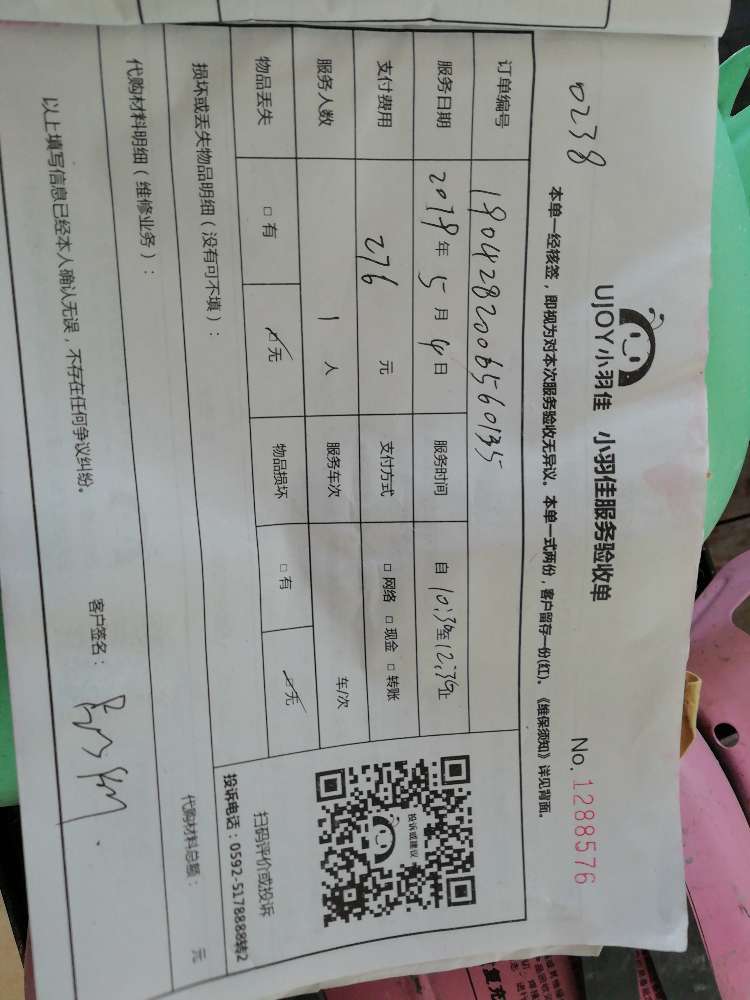 0238
UJOY小羽佳 小羽佳服务验收单
No. 1288576
本单一经核签，即视为对本次服务验收无异议。本单一式两份，客户留存一份(红)。《维保须知》详见背面。
订单编号 1904282006560135
服务日期 2019年5月4日 服务时间 自10:30至12:30止
支付费用 276 元 支付方式 □网络 □现金 □转账
服务人数 1 人 服务车次 车/次
物品丢失 □有 ☑无 物品损坏 □有 ☑无
投诉或建议
扫码评价或投诉
投诉电话：0592-5178888转2
损坏或丢失物品明细（没有可不填）：
代购材料明细（维修业务）： 代购材料总额： 元
以上填写信息已经本人确认无误，不存在任何争议纠纷。 客户签名：